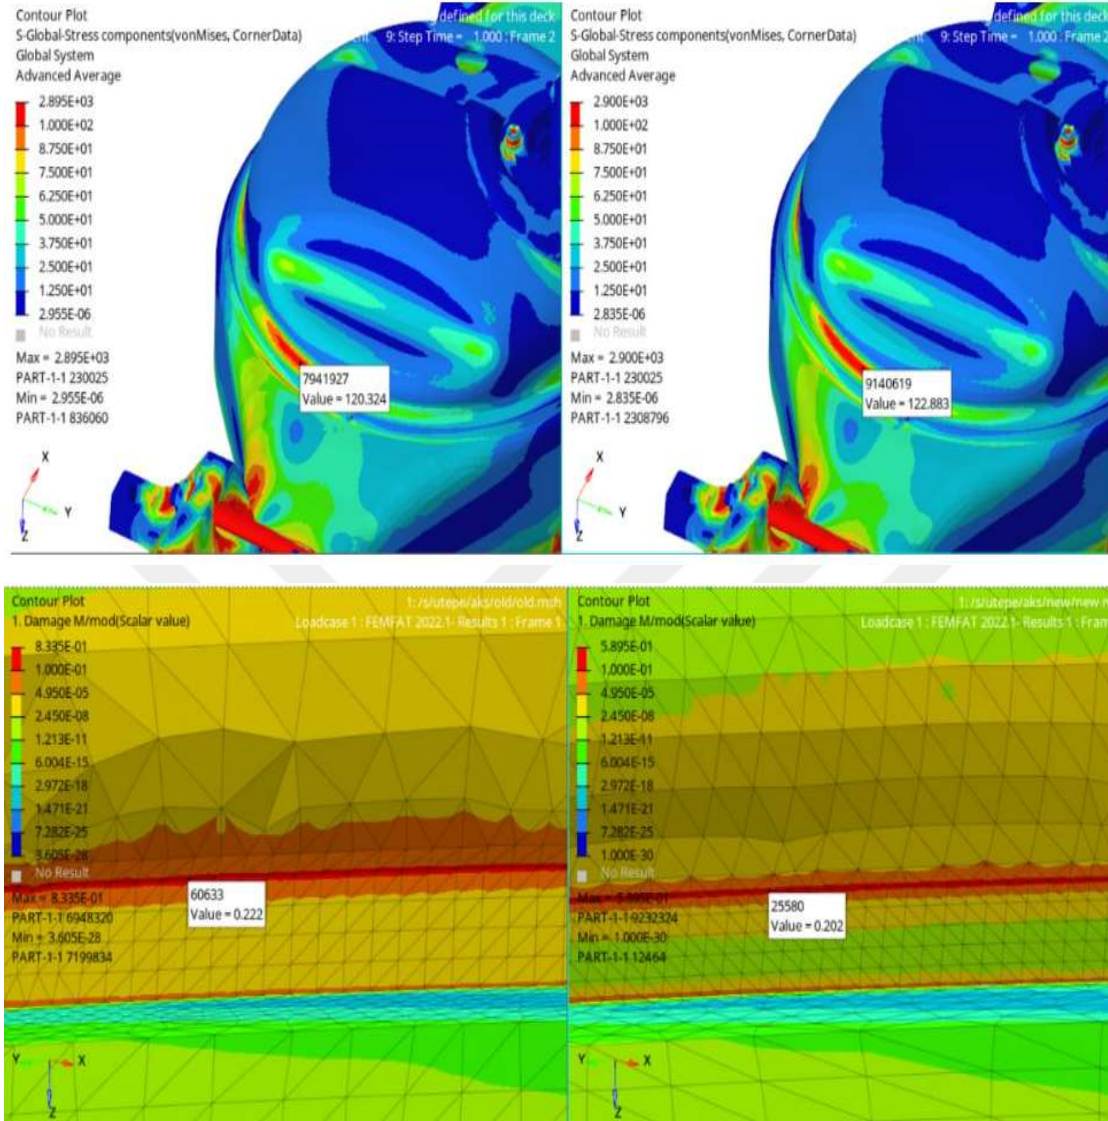 Contour Plot
S-Global-Stress components(vonMises, CornerData)
Global System
Advanced Average
defined for this deck
9: Step Time = 1.000 : Frame 2
2.895E+03
1.000E+02
8.750E+01
7.500E+01
6.250E+01
5.000E+01
3.750E+01
2.500E+01
1.250E+01
2.955E-06
No Result
Max = 2.895E+03
PART-1-1 230025
Min = 2.955E-06
PART-1-1 836060
7941927
Value = 120.324
X
Y
Z
Contour Plot
S-Global-Stress components(vonMises, CornerData)
Global System
Advanced Average
defined for this deck
9: Step Time = 1.000 : Frame 2
2.900E+03
1.000E+02
8.750E+01
7.500E+01
6.250E+01
5.000E+01
3.750E+01
2.500E+01
1.250E+01
2.835E-06
No Result
Max = 2.900E+03
PART-1-1 230025
Min = 2.835E-06
PART-1-1 2308796
9140619
Value = 122.883
X
Y
Z
Contour Plot
1. Damage M/mod(Scalar value)
1: /s/utepe/aks/old/old.mch
Loadcase 1 : FEMFAT 2022.1- Results 1 : Frame 1
8.335E-01
1.000E-01
4.950E-05
2.450E-08
1.213E-11
6.004E-15
2.972E-18
1.471E-21
7.282E-25
3.605E-28
No Result
Max = 8.335E-01
PART-1-1 6948320
Min = 3.605E-28
PART-1-1 7199834
60633
Value = 0.222
Y
X
Z
Contour Plot
1. Damage M/mod(Scalar value)
1: /s/utepe/aks/new/new
Loadcase 1 : FEMFAT 2022.1- Results 1 : Fram
5.895E-01
1.000E-01
4.950E-05
2.450E-08
1.213E-11
6.004E-15
2.972E-18
1.471E-21
7.282E-25
1.000E-30
No Result
Max = 5.895E-01
PART-1-1 9232324
Min = 1.000E-30
PART-1-1 12464
25580
Value = 0.202
Y
X
Z